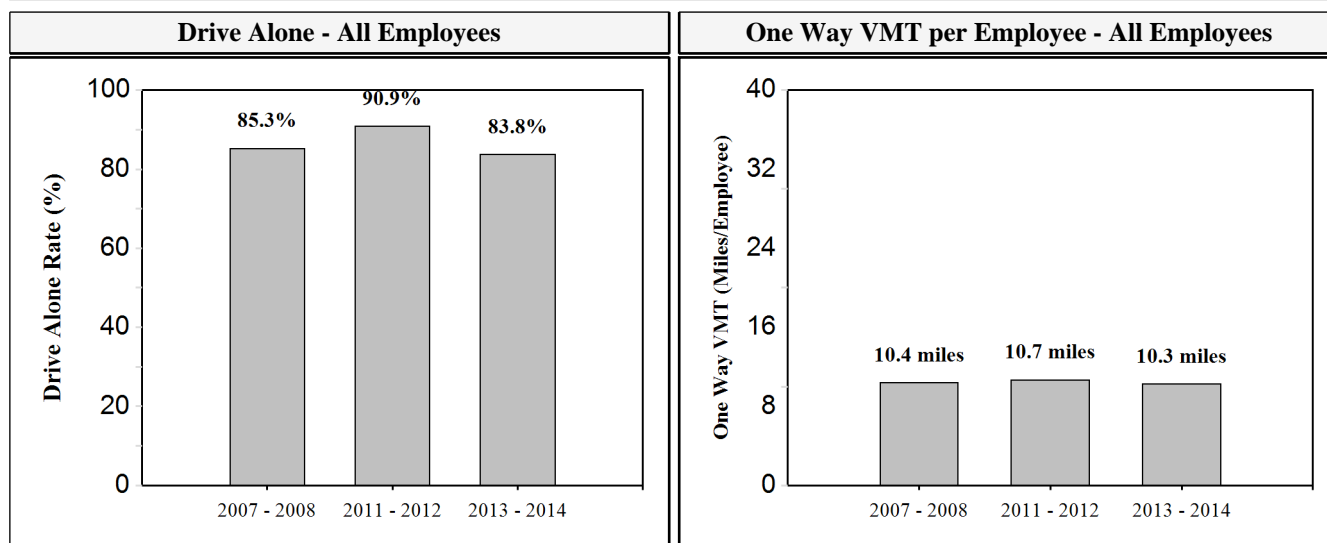 Drive Alone - All Employees
Drive Alone Rate (%)
100
80
60
40
20
0
85.3%
90.9%
83.8%
2007 - 2008
2011 - 2012
2013 - 2014
One Way VMT per Employee - All Employees
One Way VMT (Miles/Employee)
40
32
24
16
8
0
10.4 miles
10.7 miles
10.3 miles
2007 - 2008
2011 - 2012
2013 - 2014